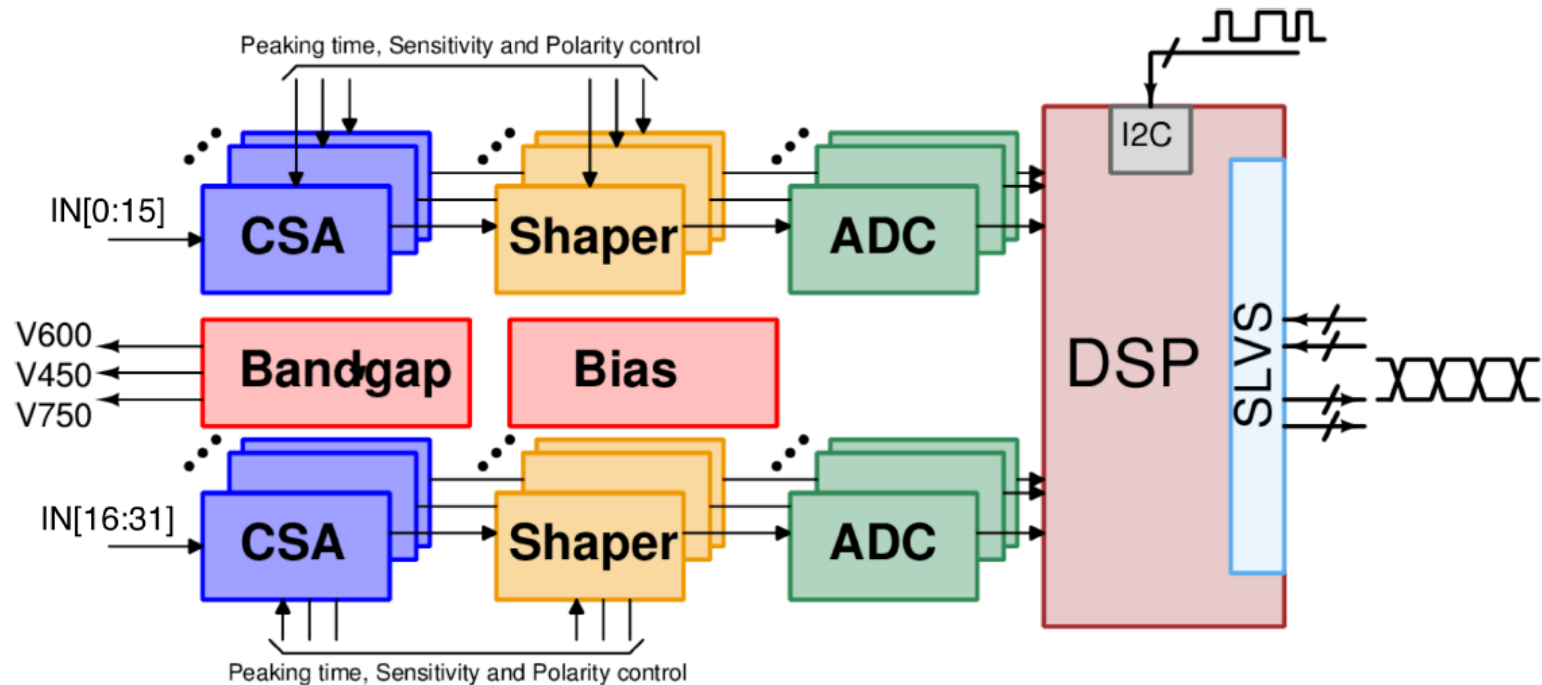 Peaking time, Sensitivity and Polarity control
I2C
IN[0:15]
CSA
Shaper
ADC
V600
V450
V750
Bandgap
Bias
DSP
SLVS
IN[16:31]
CSA
Shaper
ADC
Peaking time, Sensitivity and Polarity control